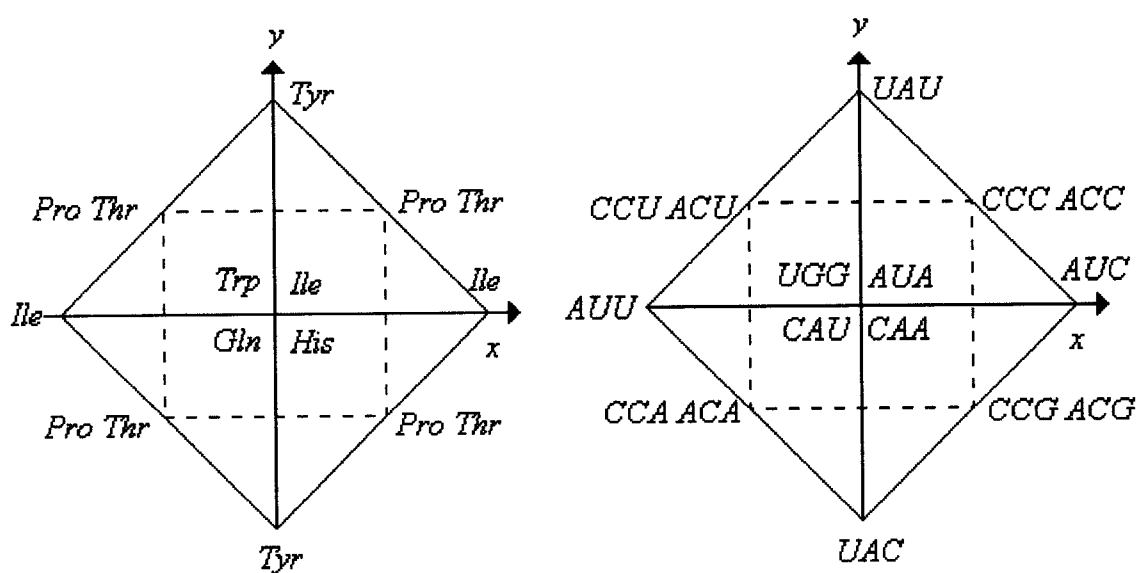 y
Tyr
Pro Thr
Pro Thr
Trp
Ile
Ile
Ile
Gln
His
x
Pro Thr
Pro Thr
Tyr
y
UAU
CCU ACU
CCC ACC
UGG
AUA
AUC
AUU
CAU
CAA
x
CCA ACA
CCG ACG
UAC